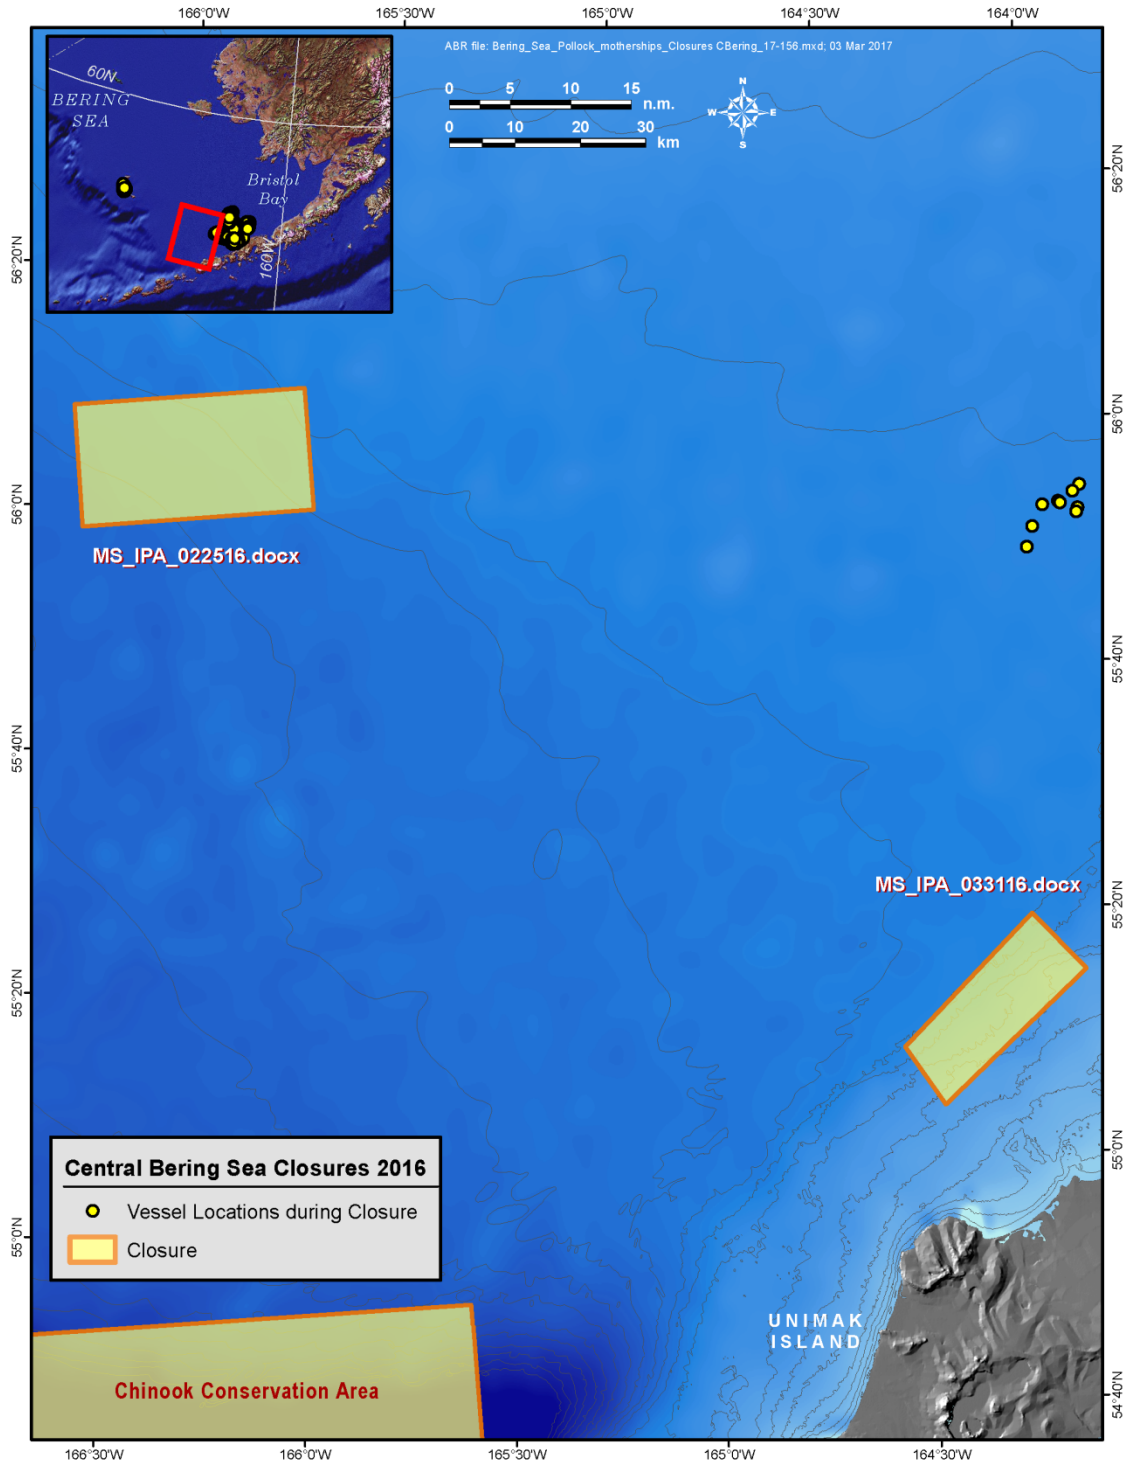 166°0'W
165°30'W
165°0'W
164°30'W
164°0'W
ABR file: Bering_Sea_Pollock_motherships_Closures CBering_17-156.mxd; 03 Mar 2017
60N
BERING
SEA
Bristol
Bay
160W
0 5 10 15
n.m.
0 10 20 30
km
N
W E
S
56°20'N
56°20'N
56°0'N
56°0'N
MS_IPA_022516.docx
55°40'N
55°40'N
MS_IPA_033116.docx
55°20'N
55°20'N
55°0'N
55°0'N
Central Bering Sea Closures 2016
Vessel Locations during Closure
Closure
UNIMAK
ISLAND
Chinook Conservation Area
54°40'N
166°30'W
166°0'W
165°30'W
165°0'W
164°30'W